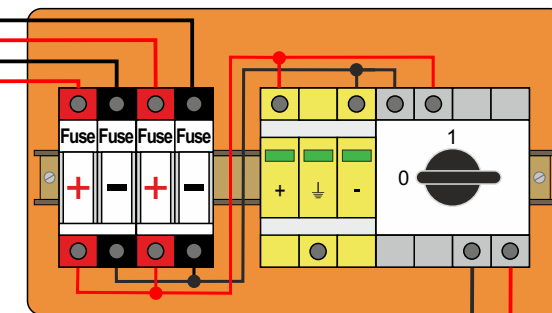 Fuse Fuse Fuse Fuse
+ - + -
+ ⏚ -
1
0